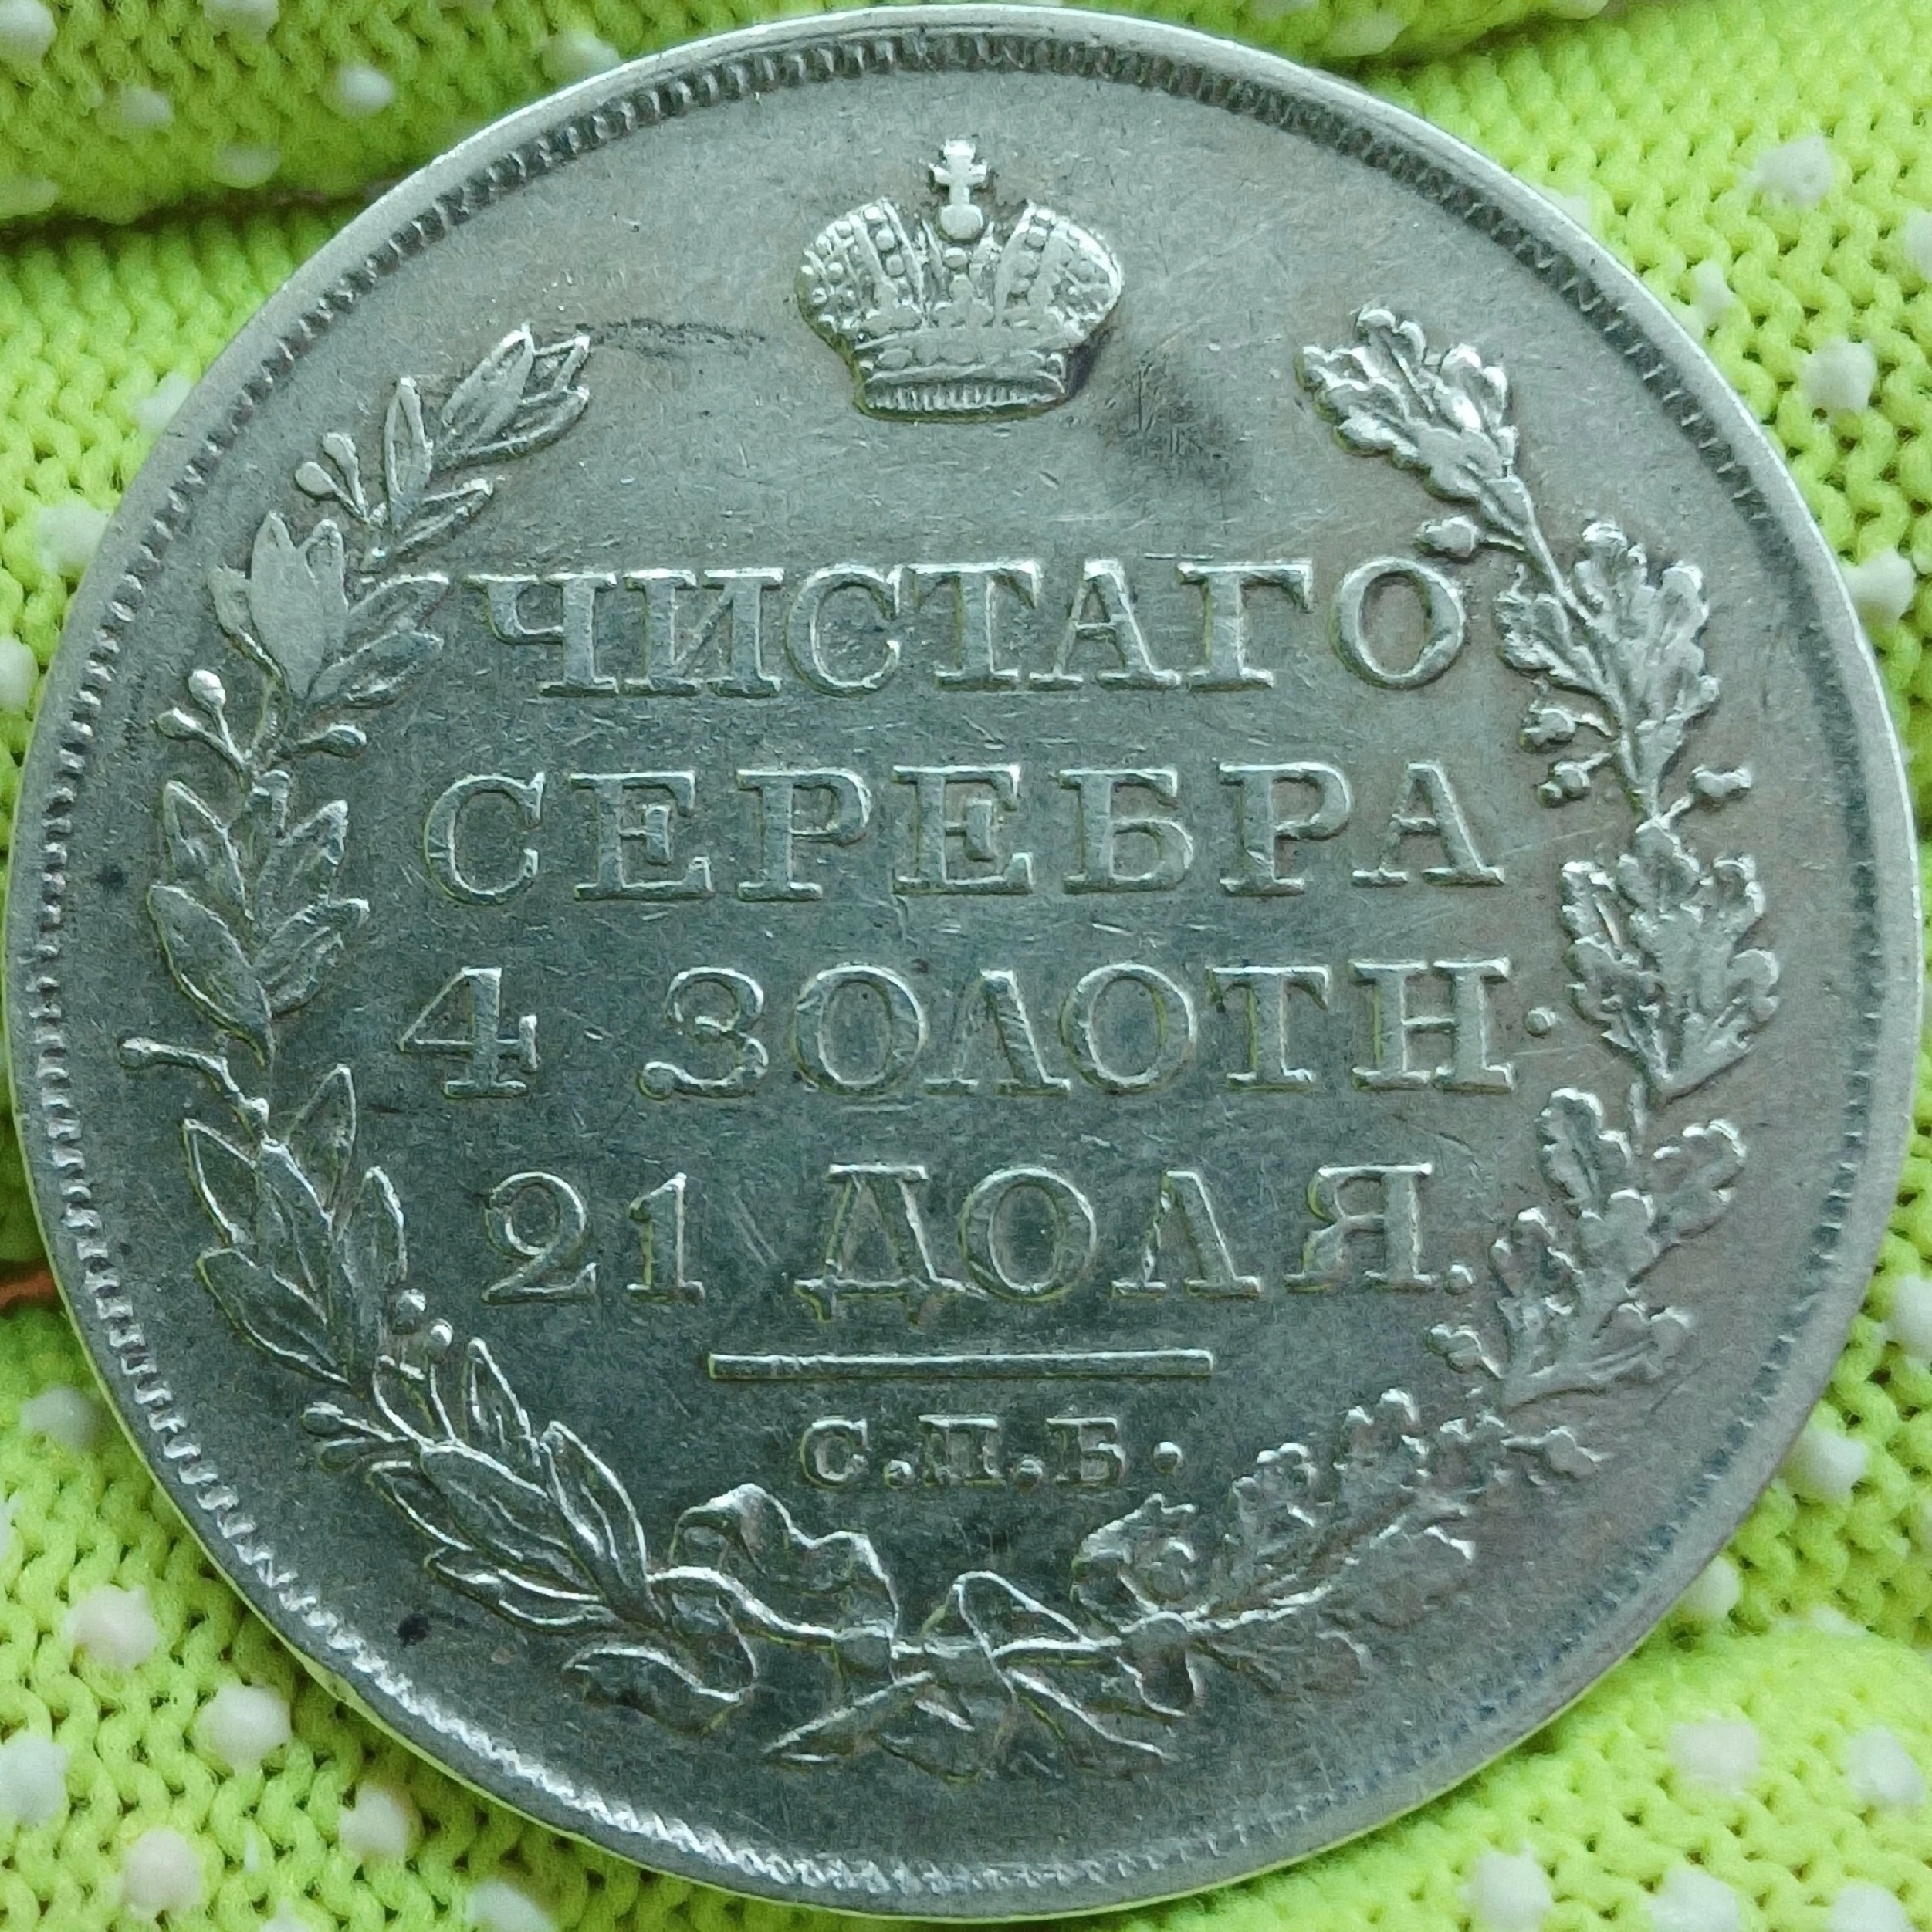 ЧИСТАГО
СЕРЕБРА
4 ЗОЛОТН.
21 ДОЛЯ.
С.П.Б.